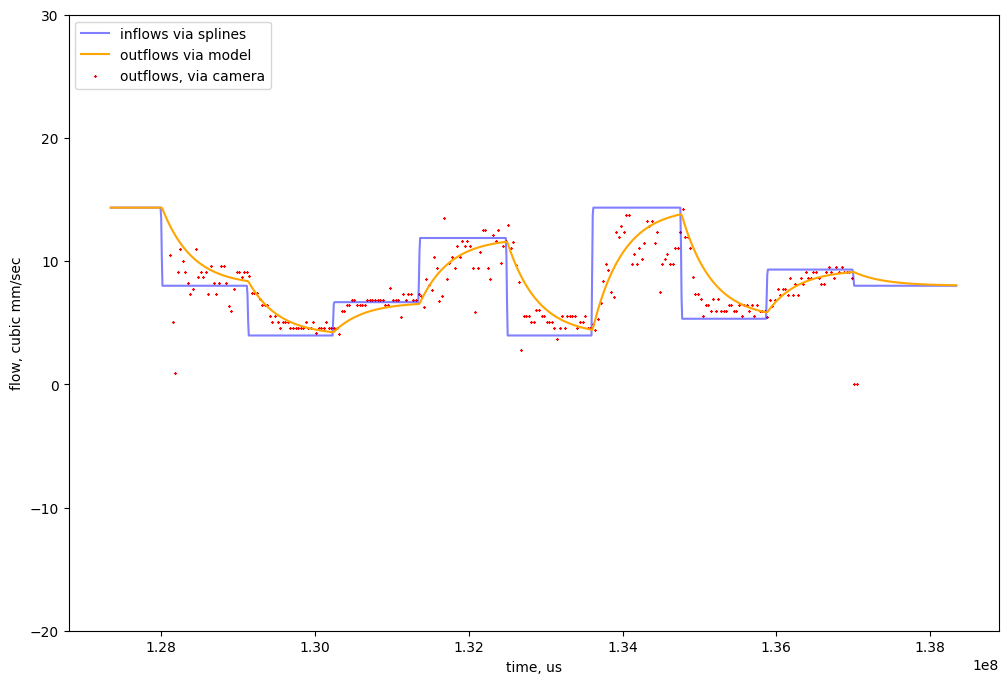 inflows via splines
outflows via model
outflows, via camera
flow, cubic mm/sec
30
20
10
0
−10
−20
1.28
1.30
1.32
1.34
1.36
1.38
1e8
time, us